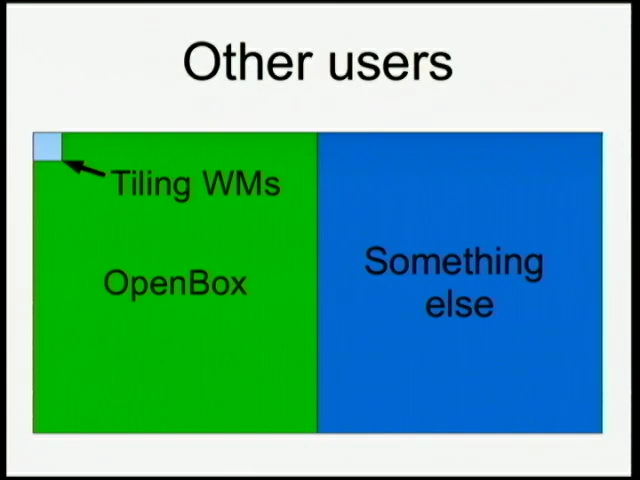 Other users
Tiling WMs
OpenBox
Something
else